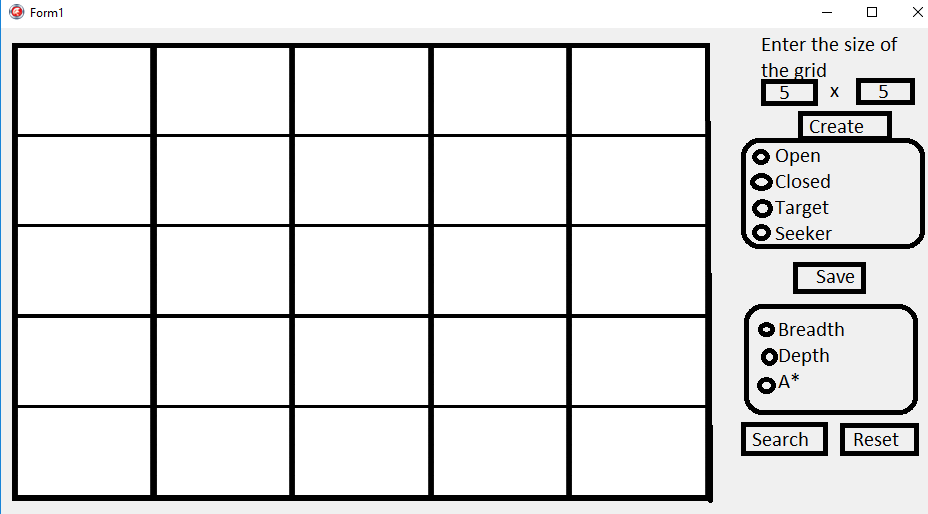 Form1
Enter the size of
the grid
5 x 5
Create
Open
Closed
Target
Seeker
Save
Breadth
Depth
A*
Search Reset